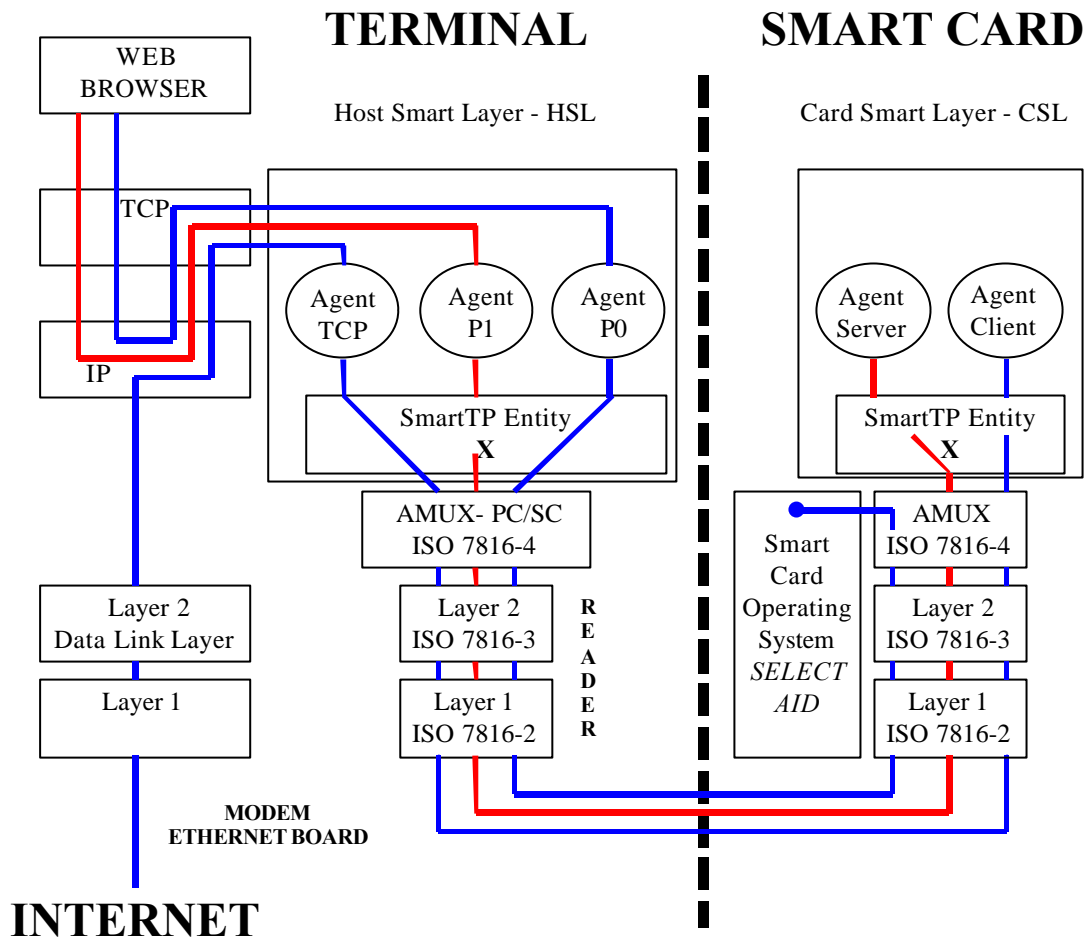 TERMINAL
SMART CARD
WEB
BROWSER
Host Smart Layer - HSL
Card Smart Layer - CSL
TCP
Agent
TCP
Agent
P1
Agent
P0
Agent
Server
Agent
Client
IP
SmartTP Entity
X
SmartTP Entity
X
AMUX- PC/SC
ISO 7816-4
AMUX
ISO 7816-4
Smart
Card
Operating
System
SELECT
AID
Layer 2
Data Link Layer
Layer 2
ISO 7816-3
READER
Layer 2
ISO 7816-3
Layer 1
Layer 1
ISO 7816-2
Layer 1
ISO 7816-2
MODEM
ETHERNET BOARD
INTERNET